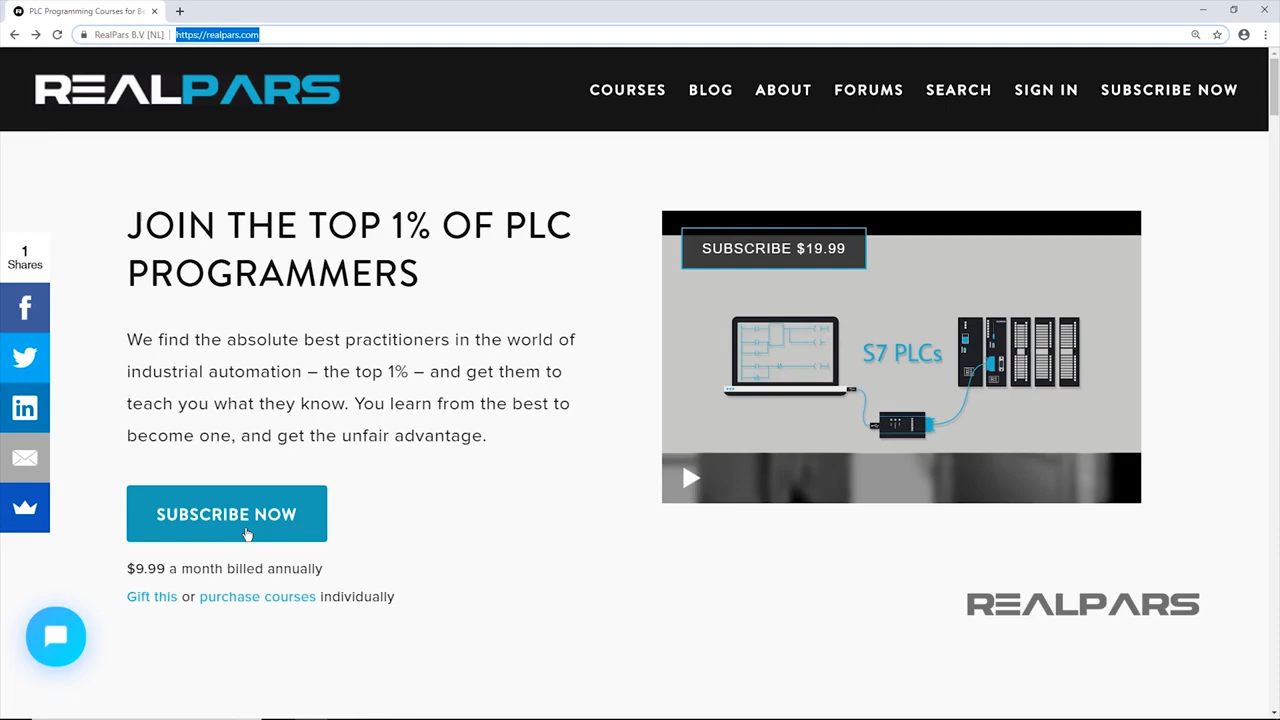 PLC Programming Courses for Be
RealPars B.V [NL] | https://realpars.com
REALPARS
COURSES BLOG ABOUT FORUMS SEARCH SIGN IN SUBSCRIBE NOW
1
Shares
JOIN THE TOP 1% OF PLC
PROGRAMMERS
We find the absolute best practitioners in the world of
industrial automation – the top 1% – and get them to
teach you what they know. You learn from the best to
become one, and get the unfair advantage.
SUBSCRIBE NOW
$9.99 a month billed annually
Gift this or purchase courses individually
SUBSCRIBE $19.99
S7 PLCs
REALPARS